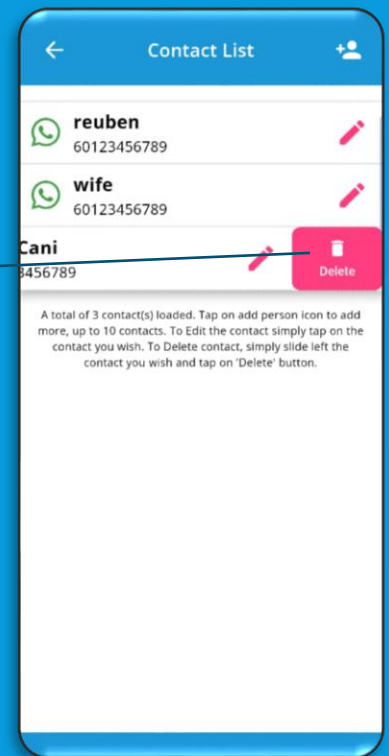 Contact List
reuben
60123456789
wife
60123456789
Cani
3456789
Delete
A total of 3 contact(s) loaded. Tap on add person icon to add
more, up to 10 contacts. To Edit the contact simply tap on the
contact you wish. To Delete contact, simply slide left the
contact you wish and tap on 'Delete' button.